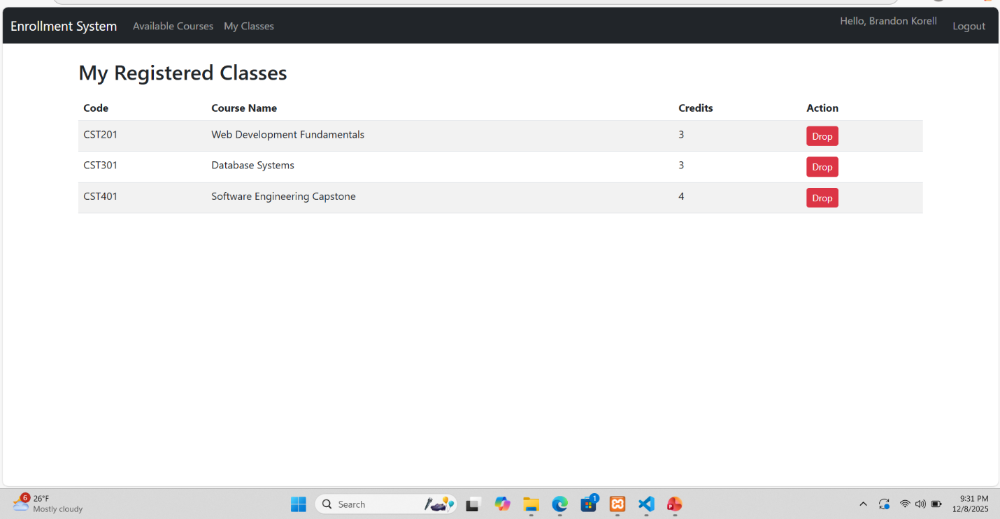 Enrollment System Available Courses My Classes Hello, Brandon Korell Logout
My Registered Classes
Code Course Name Credits Action
CST201 Web Development Fundamentals 3 Drop
CST301 Database Systems 3 Drop
CST401 Software Engineering Capstone 4 Drop
6 26°F
Mostly cloudy
Search
1
9:31 PM
12/8/2025